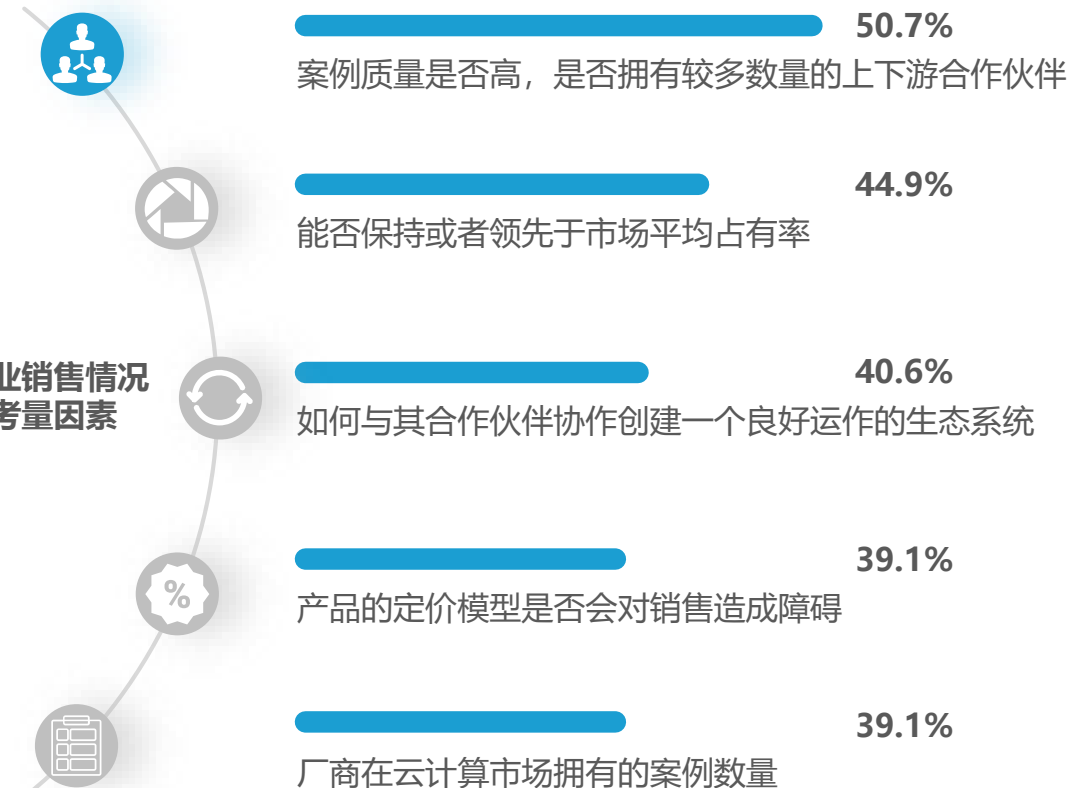 50.7%
案例质量是否高，是否拥有较多数量的上下游合作伙伴
44.9%
能否保持或者领先于市场平均占有率
业销售情况
考量因素
40.6%
如何与其合作伙伴协作创建一个良好运作的生态系统
%
39.1%
产品的定价模型是否会对销售造成障碍
39.1%
厂商在云计算市场拥有的案例数量